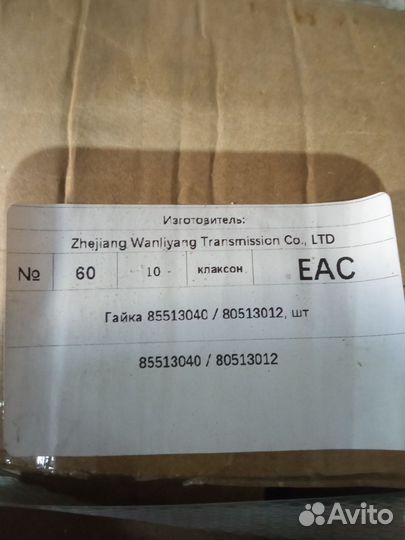 Изготовитель:
Zhejiang Wanliyang Transmission Co., LTD
№ 60 10 - клаксон EAC
Гайка 85513040 / 80513012, шт
85513040 / 80513012
Avito